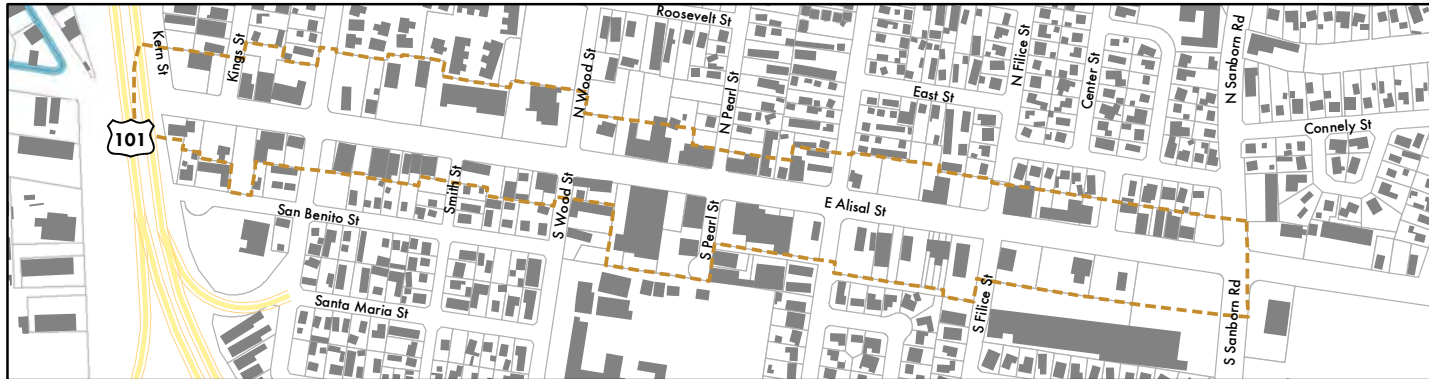 Roosevelt St
Kern St
Kings St
N Wood St
N Pearl St
N Filice St
Center St
N Sanborn Rd
East St
Connely St
101
Smith St
S Wood St
San Benito St
S Pearl St
E Alisal St
S Filice St
Santa Maria St
S Sanborn Rd